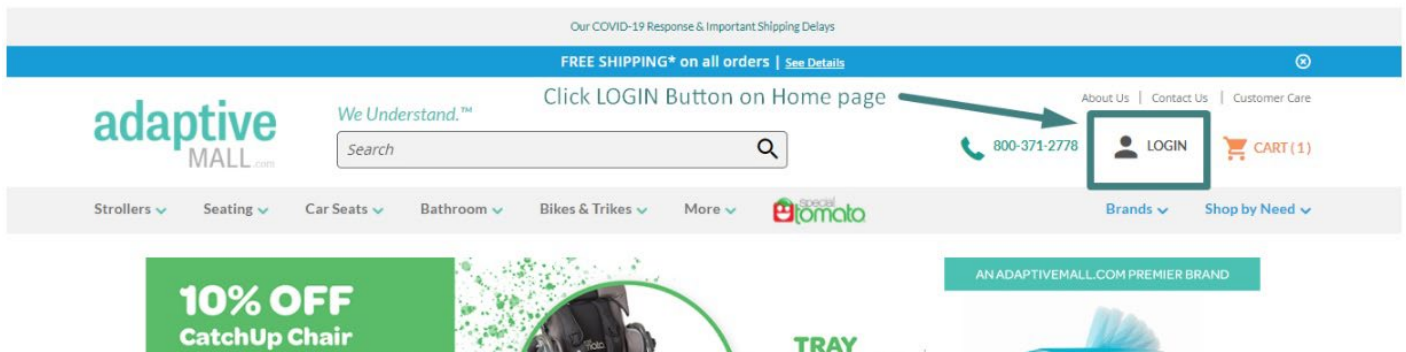 Our COVID-19 Response & Important Shipping Delays
FREE SHIPPING* on all orders | See Details
Click LOGIN Button on Home page
About Us | Contact Us | Customer Care
adaptive
MALL.com
We Understand.™
Search
800-371-2778
LOGIN
CART (1)
Strollers Seating Car Seats Bathroom Bikes & Trikes More special tomato Brands Shop by Need
10% OFF
CatchUp Chair
TRAY
AN ADAPTIVEMALL.COM PREMIER BRAND